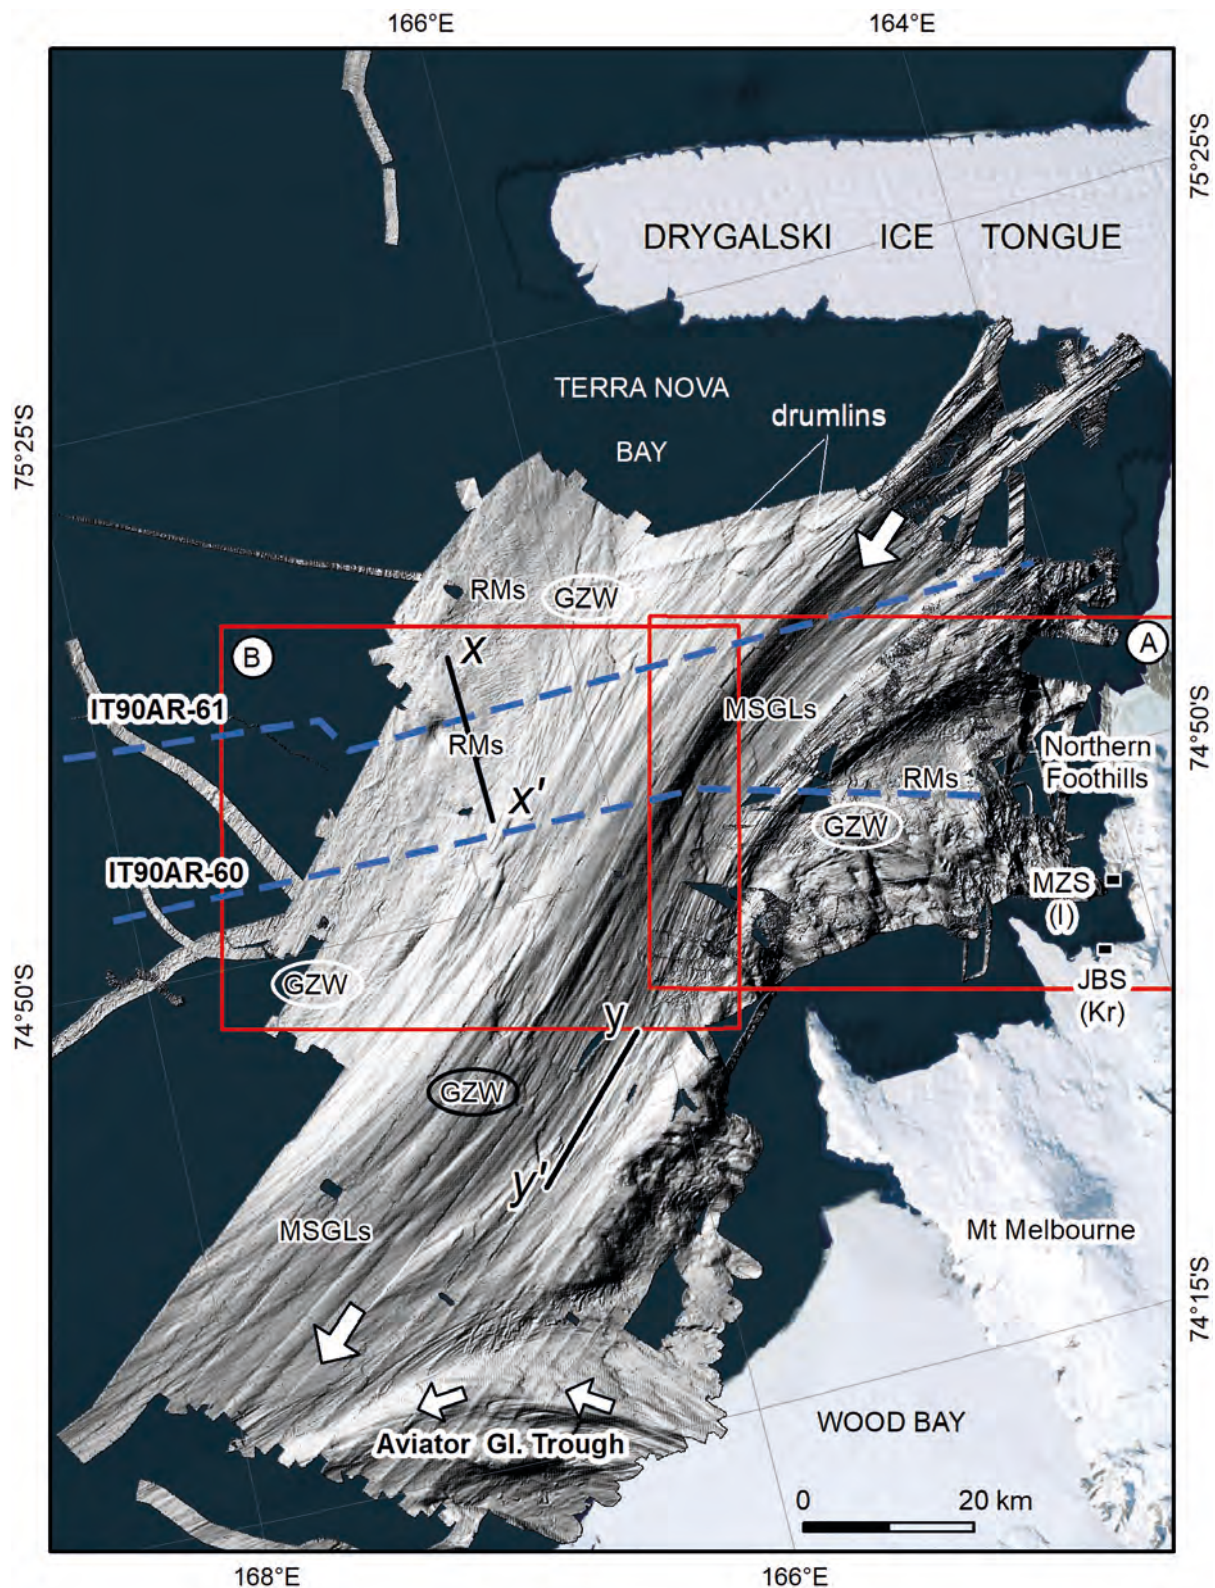 166°E
164°E
75°25'S
DRYGALSKI ICE TONGUE
TERRA NOVA
BAY
drumlins
75°25'S
RMs
GZW
B
x
A
IT90AR-61
MSGLs
RMs
74°50'S
Northern
Foothills
RMs
x'
GZW
IT90AR-60
MZS
(I)
JBS
(Kr)
GZW
74°50'S
y
GZW
y'
MSGLs
Mt Melbourne
74°15'S
WOOD BAY
Aviator Gl. Trough
0 20 km
168°E
166°E